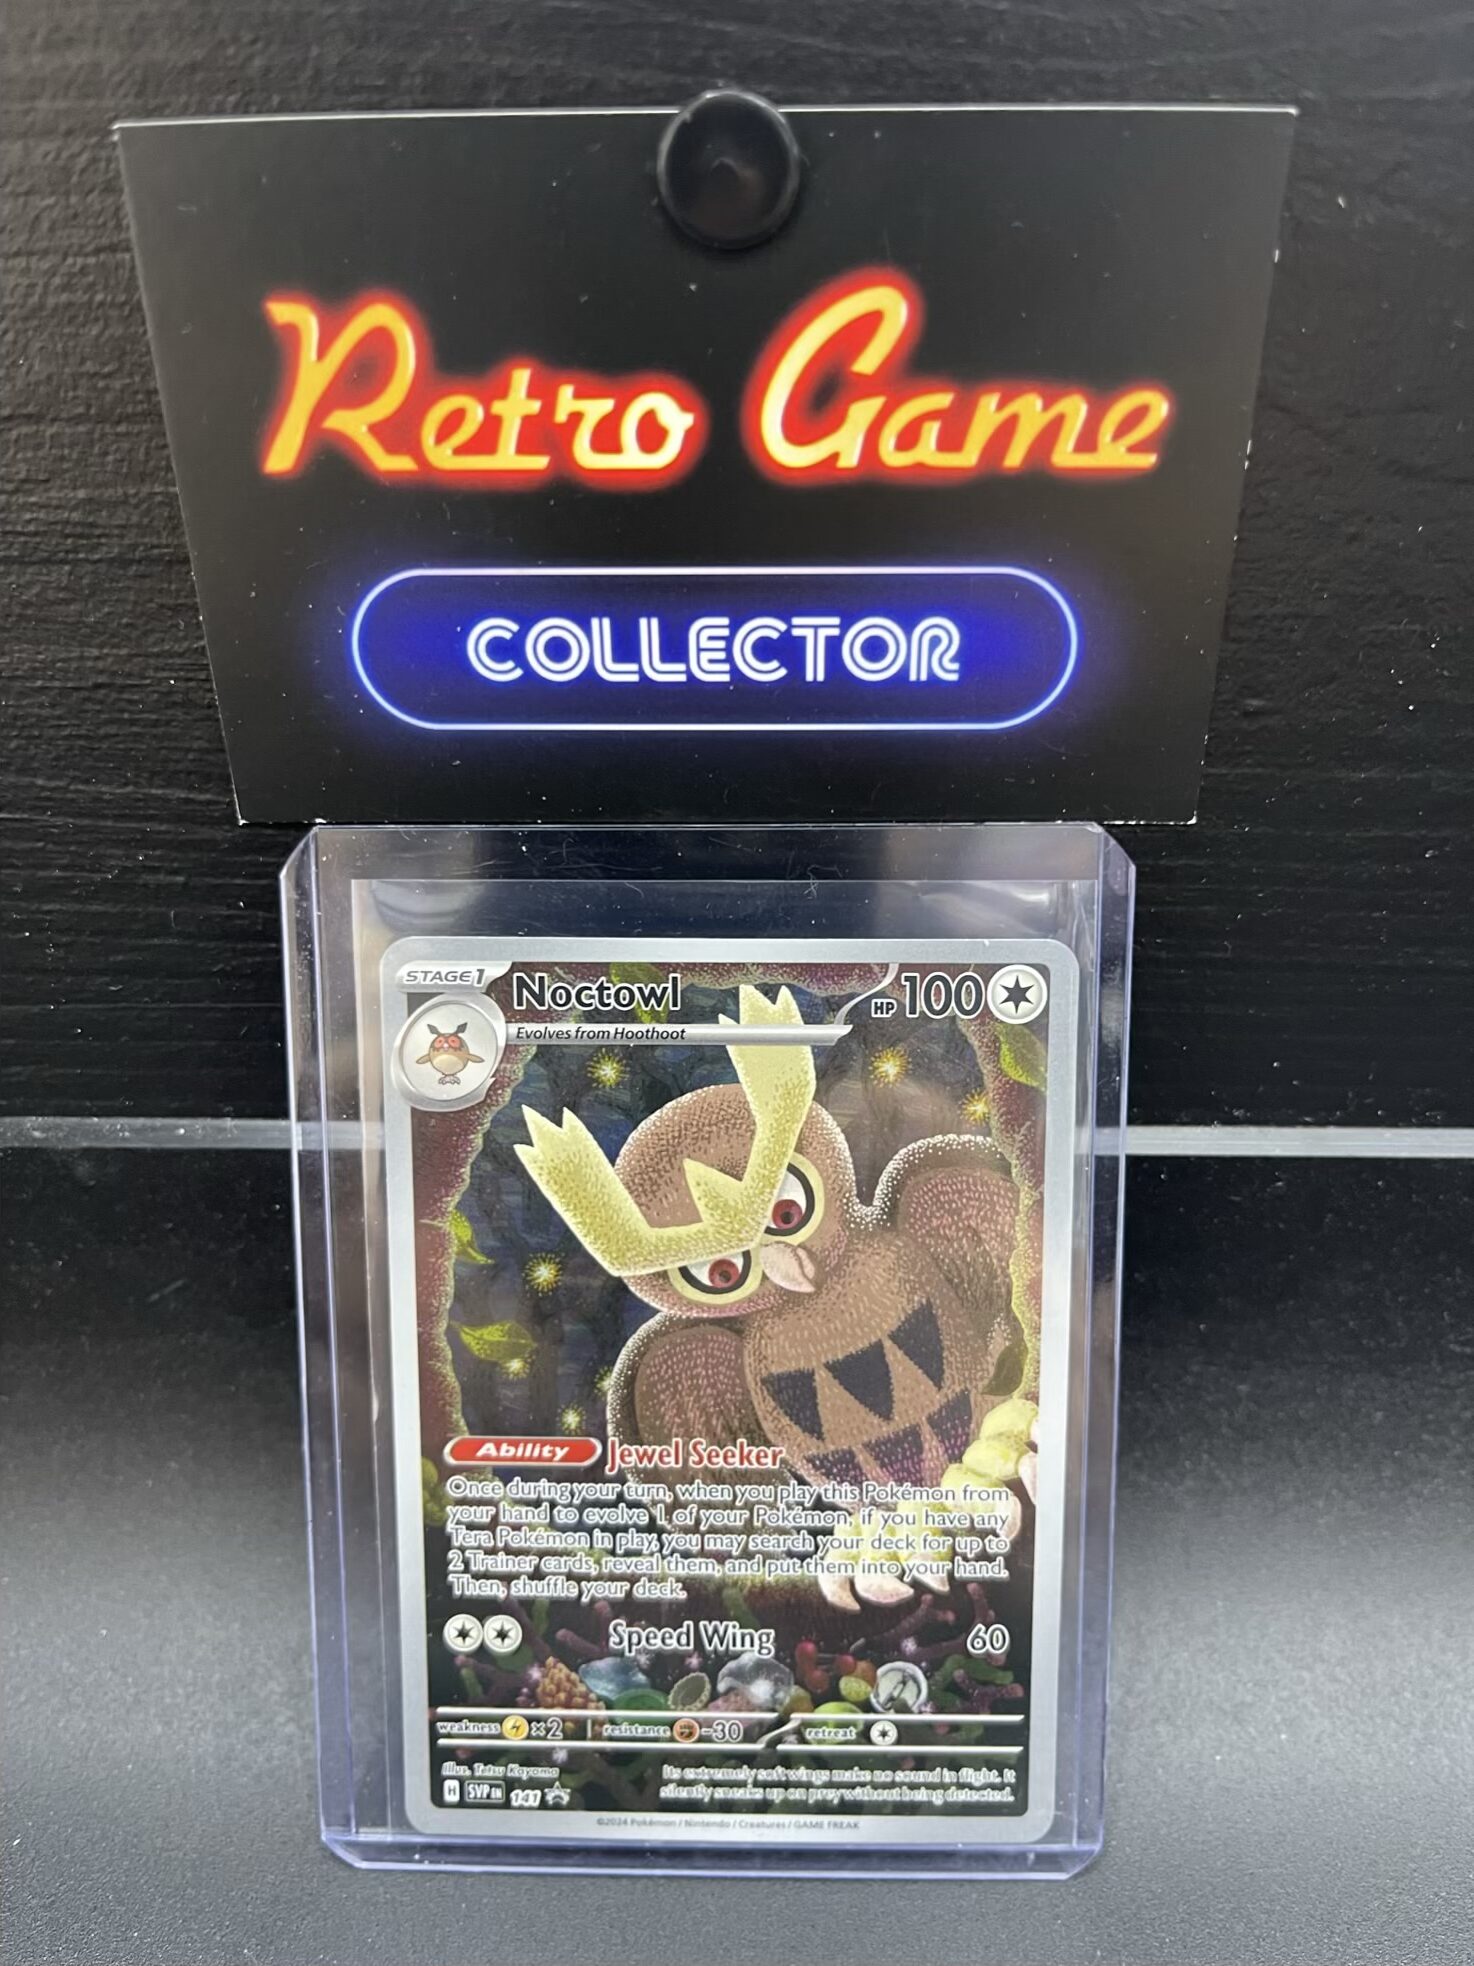 Retro Game
COLLECTOR
STAGE 1
Noctowl
HP 100
Evolves from Hoothoot
Ability Jewel Seeker
Once during your turn, when you play this Pokémon from
your hand to evolve 1 of your Pokémon, if you have any
Tera Pokémon in play, you may search your deck for up to
2 Trainer cards, reveal them, and put them into your hand.
Then, shuffle your deck.
Speed Wing 60
weakness ×2 resistance -30 retreat
Illus. Tetsu Kayama
Its extremely soft wings make no sound in flight. It
silently sneaks up on prey without being detected.
H SVP EN 141
©2024 Pokémon / Nintendo / Creatures / GAME FREAK